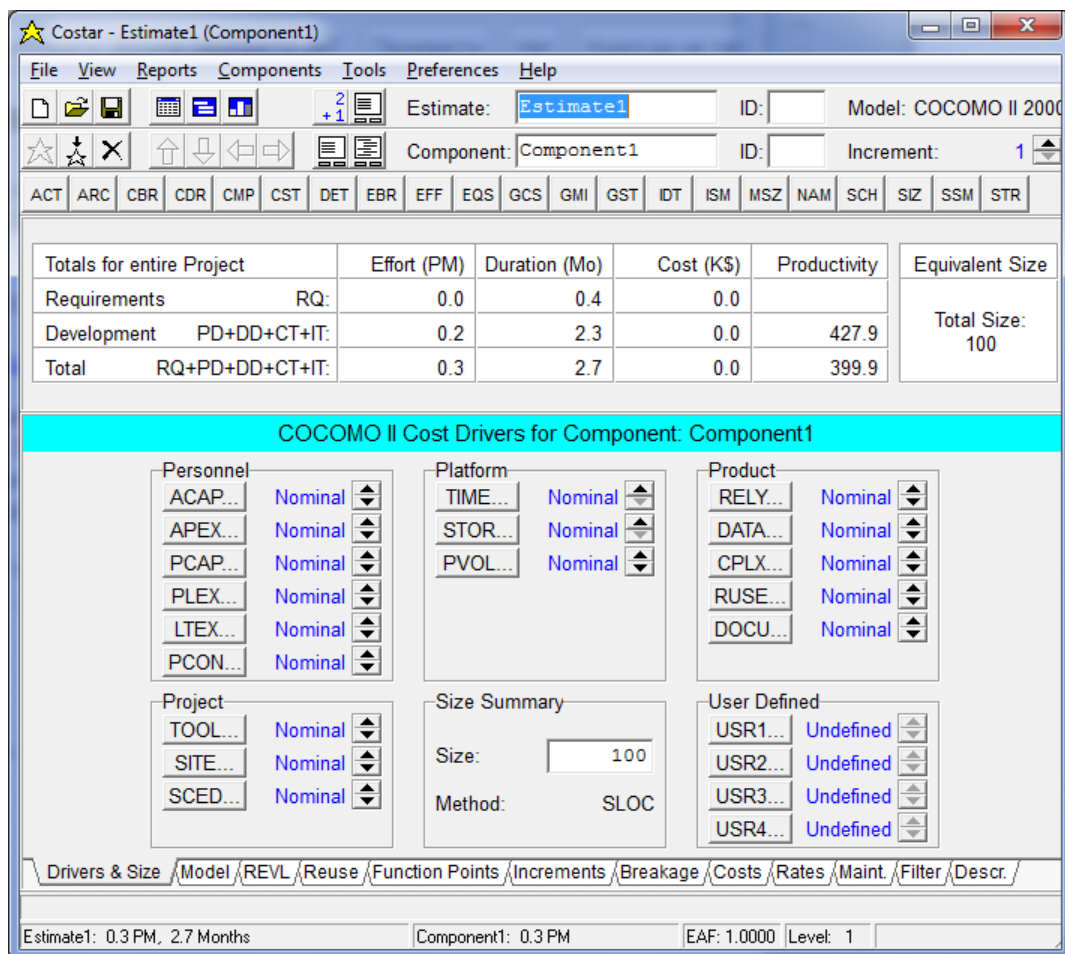 Costar - Estimate1 (Component1)
File View Reports Components Tools Preferences Help
Estimate: Estimate1 ID: Model: COCOMO II 2000
Component: Component1 ID: Increment: 1
ACT ARC CBR CDR CMP CST DET EBR EFF EQS GCS GMI GST IDT ISM MSZ NAM SCH SIZ SSM STR
Totals for entire Project Effort (PM) Duration (Mo) Cost (K$) Productivity Equivalent Size
Requirements RQ: 0.0 0.4 0.0
Development PD+DD+CT+IT: 0.2 2.3 0.0 427.9
Total RQ+PD+DD+CT+IT: 0.3 2.7 0.0 399.9
Total Size:
100
COCOMO II Cost Drivers for Component: Component1
Personnel
ACAP... Nominal
APEX... Nominal
PCAP... Nominal
PLEX... Nominal
LTEX... Nominal
PCON... Nominal
Platform
TIME... Nominal
STOR... Nominal
PVOL... Nominal
Product
RELY... Nominal
DATA... Nominal
CPLX... Nominal
RUSE... Nominal
DOCU... Nominal
Project
TOOL... Nominal
SITE... Nominal
SCED... Nominal
Size Summary
Size: 100
Method: SLOC
User Defined
USR1... Undefined
USR2... Undefined
USR3... Undefined
USR4... Undefined
Drivers & Size Model REVL Reuse Function Points Increments Breakage Costs Rates Maint. Filter Descr.
Estimate1: 0.3 PM, 2.7 Months Component1: 0.3 PM EAF: 1.0000 Level: 1